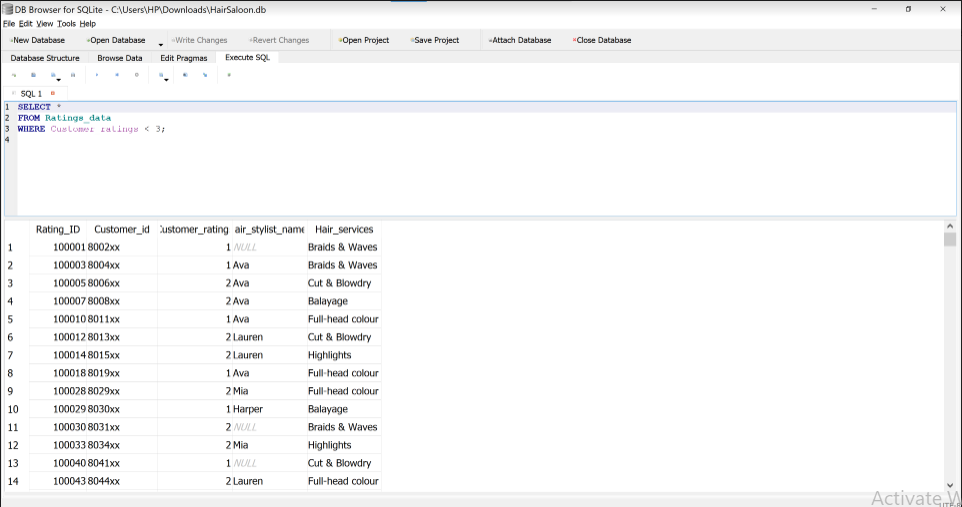 DB Browser for SQLite - C:\Users\HP\Downloads\HairSaloon.db
File Edit View Tools Help
New Database Open Database Write Changes Revert Changes Open Project Save Project Attach Database Close Database
Database Structure Browse Data Edit Pragmas Execute SQL
SQL 1
1 SELECT *
2 FROM Ratings_data
3 WHERE Customer_ratings < 3;
4
Rating_ID Customer_id Customer_rating air_stylist_name Hair_services
1 100001 8002xx 1 NULL Braids & Waves
2 100003 8004xx 1 Ava Braids & Waves
3 100005 8006xx 2 Ava Cut & Blowdry
4 100007 8008xx 2 Ava Balayage
5 100010 8011xx 1 Ava Full-head colour
6 100012 8013xx 2 Lauren Cut & Blowdry
7 100014 8015xx 2 Lauren Highlights
8 100018 8019xx 1 Ava Full-head colour
9 100028 8029xx 2 Mia Full-head colour
10 100029 8030xx 1 Harper Balayage
11 100030 8031xx 2 NULL Braids & Waves
12 100033 8034xx 2 Mia Highlights
13 100040 8041xx 1 NULL Cut & Blowdry
14 100043 8044xx 2 Lauren Full-head colour
Activate W
UTF-8